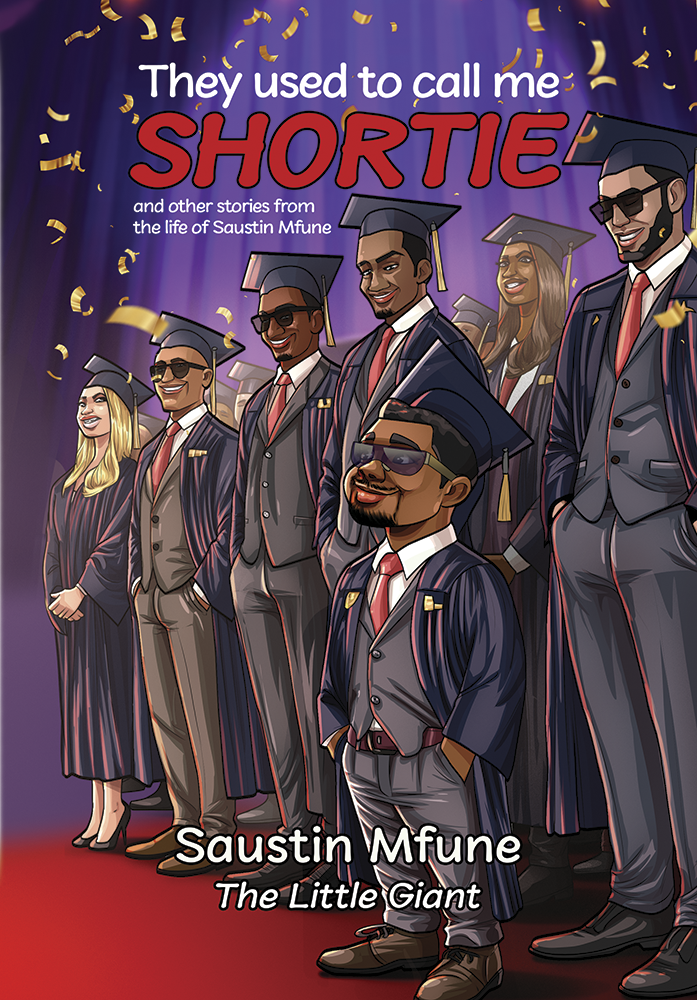 They used to call me
SHORTIE
and other stories from
the life of Saustin Mfune
Saustin Mfune
The Little Giant